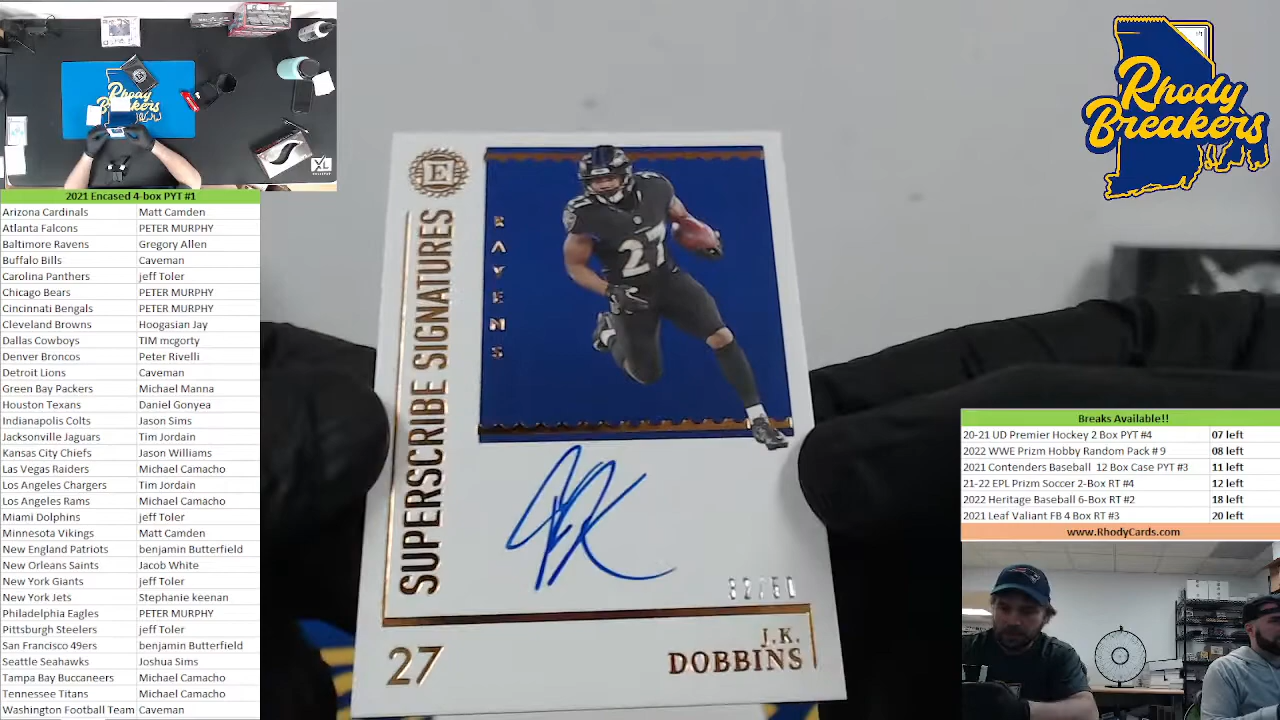 Rhody
Breakers
XL
2021 Encased 4-box PYT #1
Arizona Cardinals Matt Camden
Atlanta Falcons PETER MURPHY
Baltimore Ravens Gregory Allen
Buffalo Bills Caveman
Carolina Panthers jeff Toler
Chicago Bears PETER MURPHY
Cincinnati Bengals PETER MURPHY
Cleveland Browns Hoogasian Jay
Dallas Cowboys TIM mcgorty
Denver Broncos Peter Rivelli
Detroit Lions Caveman
Green Bay Packers Michael Manna
Houston Texans Daniel Gonyea
Indianapolis Colts Jason Sims
Jacksonville Jaguars Tim Jordain
Kansas City Chiefs Jason Williams
Las Vegas Raiders Michael Camacho
Los Angeles Chargers Tim Jordain
Los Angeles Rams Michael Camacho
Miami Dolphins jeff Toler
Minnesota Vikings Matt Camden
New England Patriots benjamin Butterfield
New Orleans Saints Jacob White
New York Giants jeff Toler
New York Jets Stephanie keenan
Philadelphia Eagles PETER MURPHY
Pittsburgh Steelers jeff Toler
San Francisco 49ers benjamin Butterfield
Seattle Seahawks Joshua Sims
Tampa Bay Buccaneers Michael Camacho
Tennessee Titans Michael Camacho
Washington Football Team Caveman
E
SUPERSCRIBE SIGNATURES
RAVENS
27
32/50
27
J.K.
DOBBINS
Rhody
Breakers
Breaks Available!!
20-21 UD Premier Hockey 2 Box PYT #4 07 left
2022 WWE Prizm Hobby Random Pack # 9 08 left
2021 Contenders Baseball 12 Box Case PYT #3 11 left
21-22 EPL Prizm Soccer 2-Box RT #4 12 left
2022 Heritage Baseball 6-Box RT #2 18 left
2021 Leaf Valiant FB 4 Box RT #3 20 left
www.RhodyCards.com